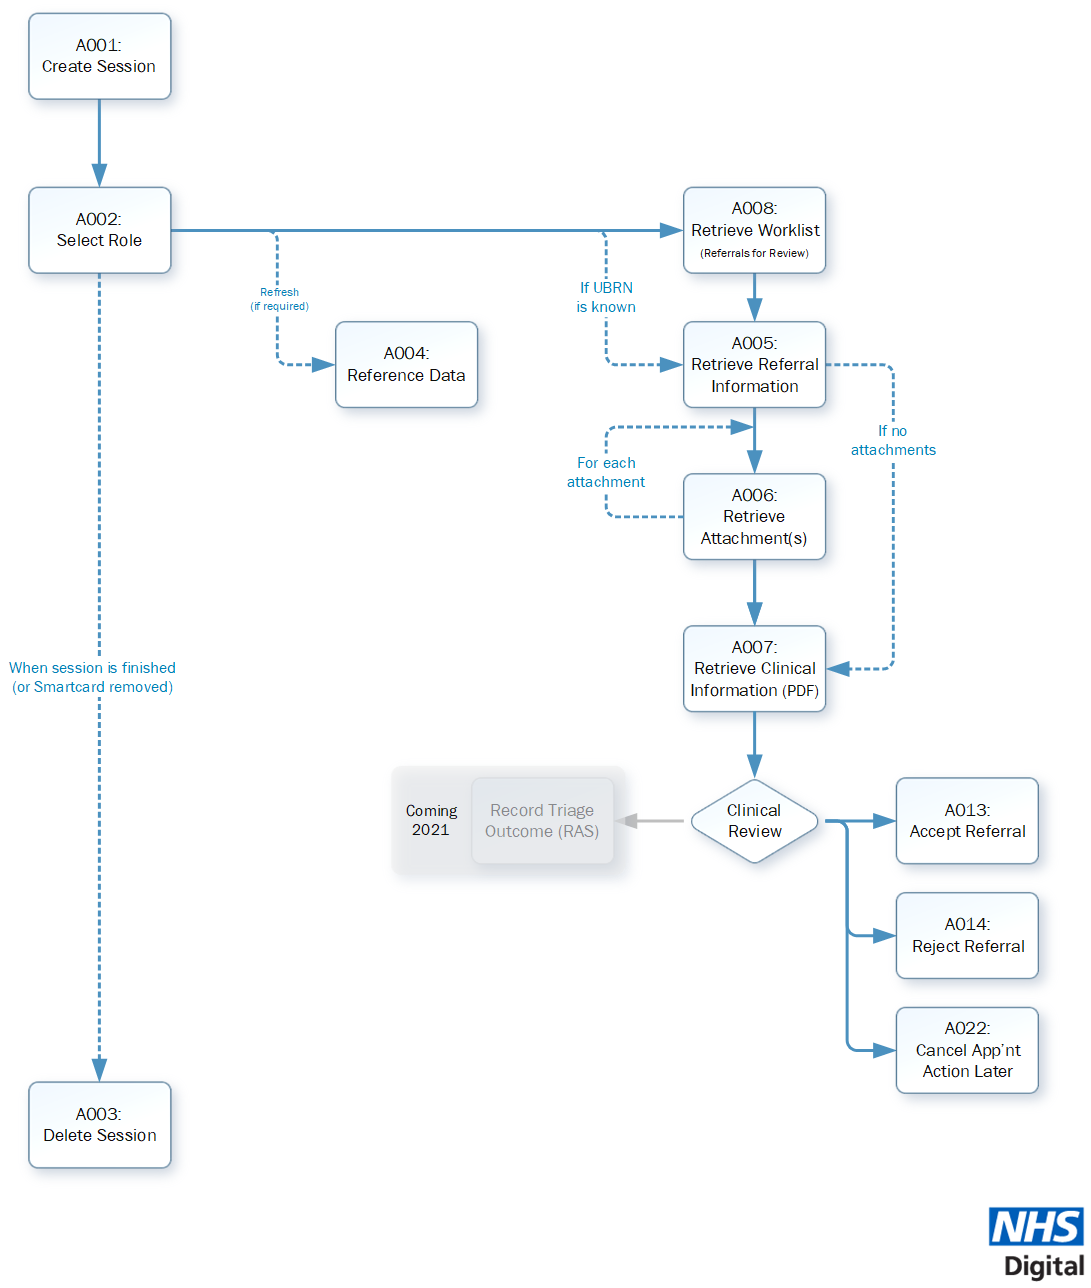 A001:
Create Session
A002:
Select Role
A008:
Retrieve Worklist
(Referrals for Review)
Refresh
(if required)
If UBRN
is known
A004:
Reference Data
A005:
Retrieve Referral
Information
If no
attachments
For each
attachment
A006:
Retrieve
Attachment(s)
When session is finished
(or Smartcard removed)
A007:
Retrieve Clinical
Information (PDF)
Coming
2021
Record Triage
Outcome (RAS)
Clinical
Review
A013:
Accept Referral
A014:
Reject Referral
A022:
Cancel App’nt
Action Later
A003:
Delete Session
NHS
Digital